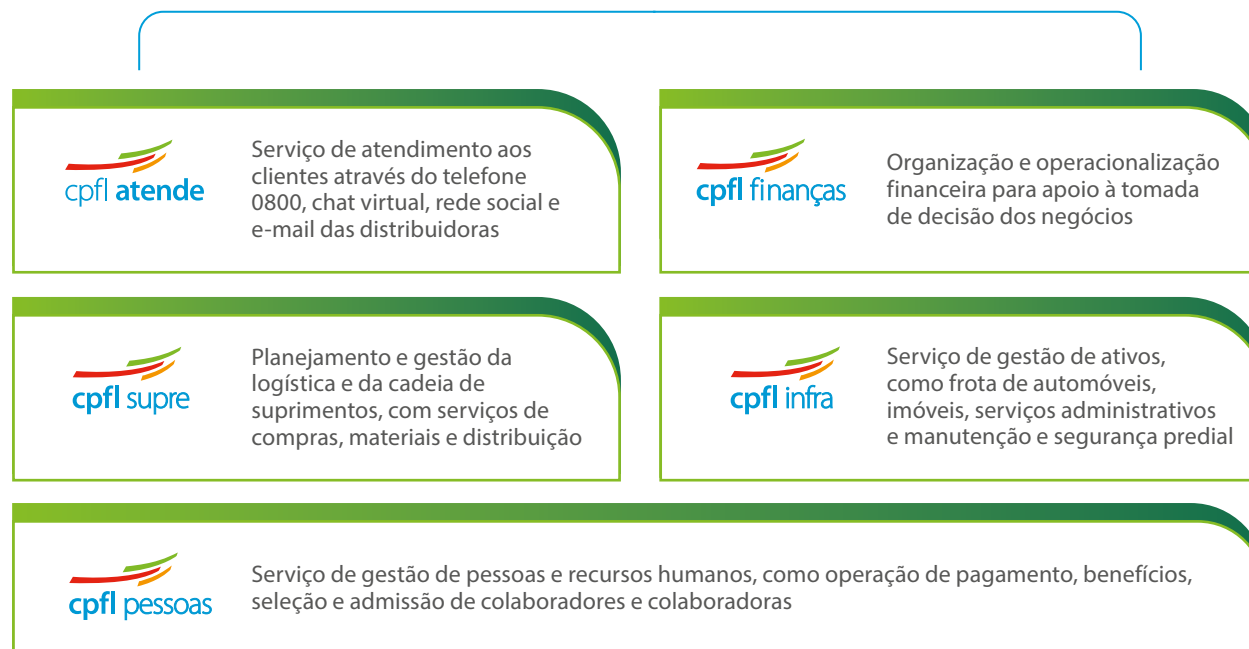 cpfl atende
Serviço de atendimento aos
clientes através do telefone
0800, chat virtual, rede social e
e-mail das distribuidoras
cpfl finanças
Organização e operacionalização
financeira para apoio à tomada
de decisão dos negócios
cpfl supre
Planejamento e gestão da
logística e da cadeia de
suprimentos, com serviços de
compras, materiais e distribuição
cpfl infra
Serviço de gestão de ativos,
como frota de automóveis,
imóveis, serviços administrativos
e manutenção e segurança predial
cpfl pessoas
Serviço de gestão de pessoas e recursos humanos, como operação de pagamento, benefícios,
seleção e admissão de colaboradores e colaboradoras